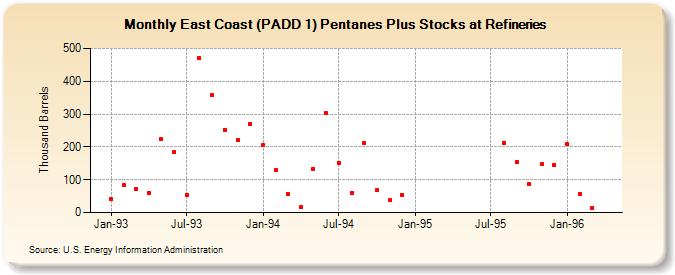 Monthly East Coast (PADD 1) Pentanes Plus Stocks at Refineries
Thousand Barrels
500
400
300
200
100
0
Jan-93 Jul-93 Jan-94 Jul-94 Jan-95 Jul-95 Jan-96
Source: U.S. Energy Information Administration